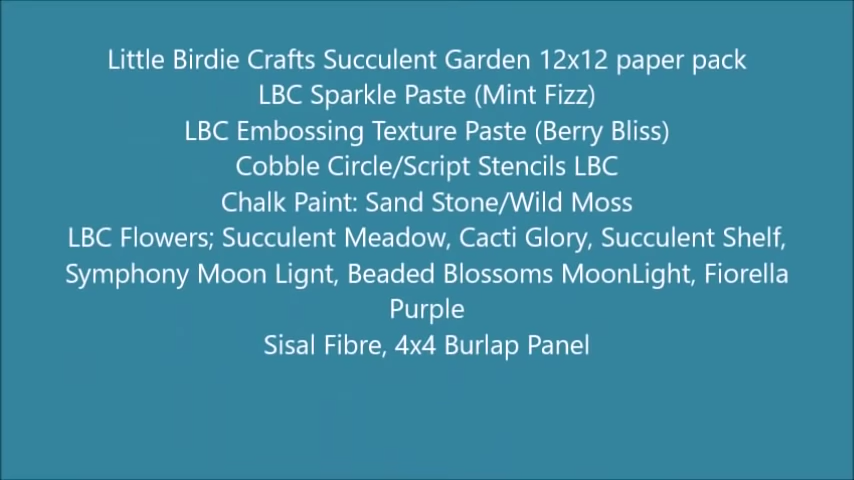 Little Birdie Crafts Succulent Garden 12x12 paper pack
LBC Sparkle Paste (Mint Fizz)
LBC Embossing Texture Paste (Berry Bliss)
Cobble Circle/Script Stencils LBC
Chalk Paint: Sand Stone/Wild Moss
LBC Flowers; Succulent Meadow, Cacti Glory, Succulent Shelf,
Symphony Moon Lignt, Beaded Blossoms MoonLight, Fiorella
Purple
Sisal Fibre, 4x4 Burlap Panel